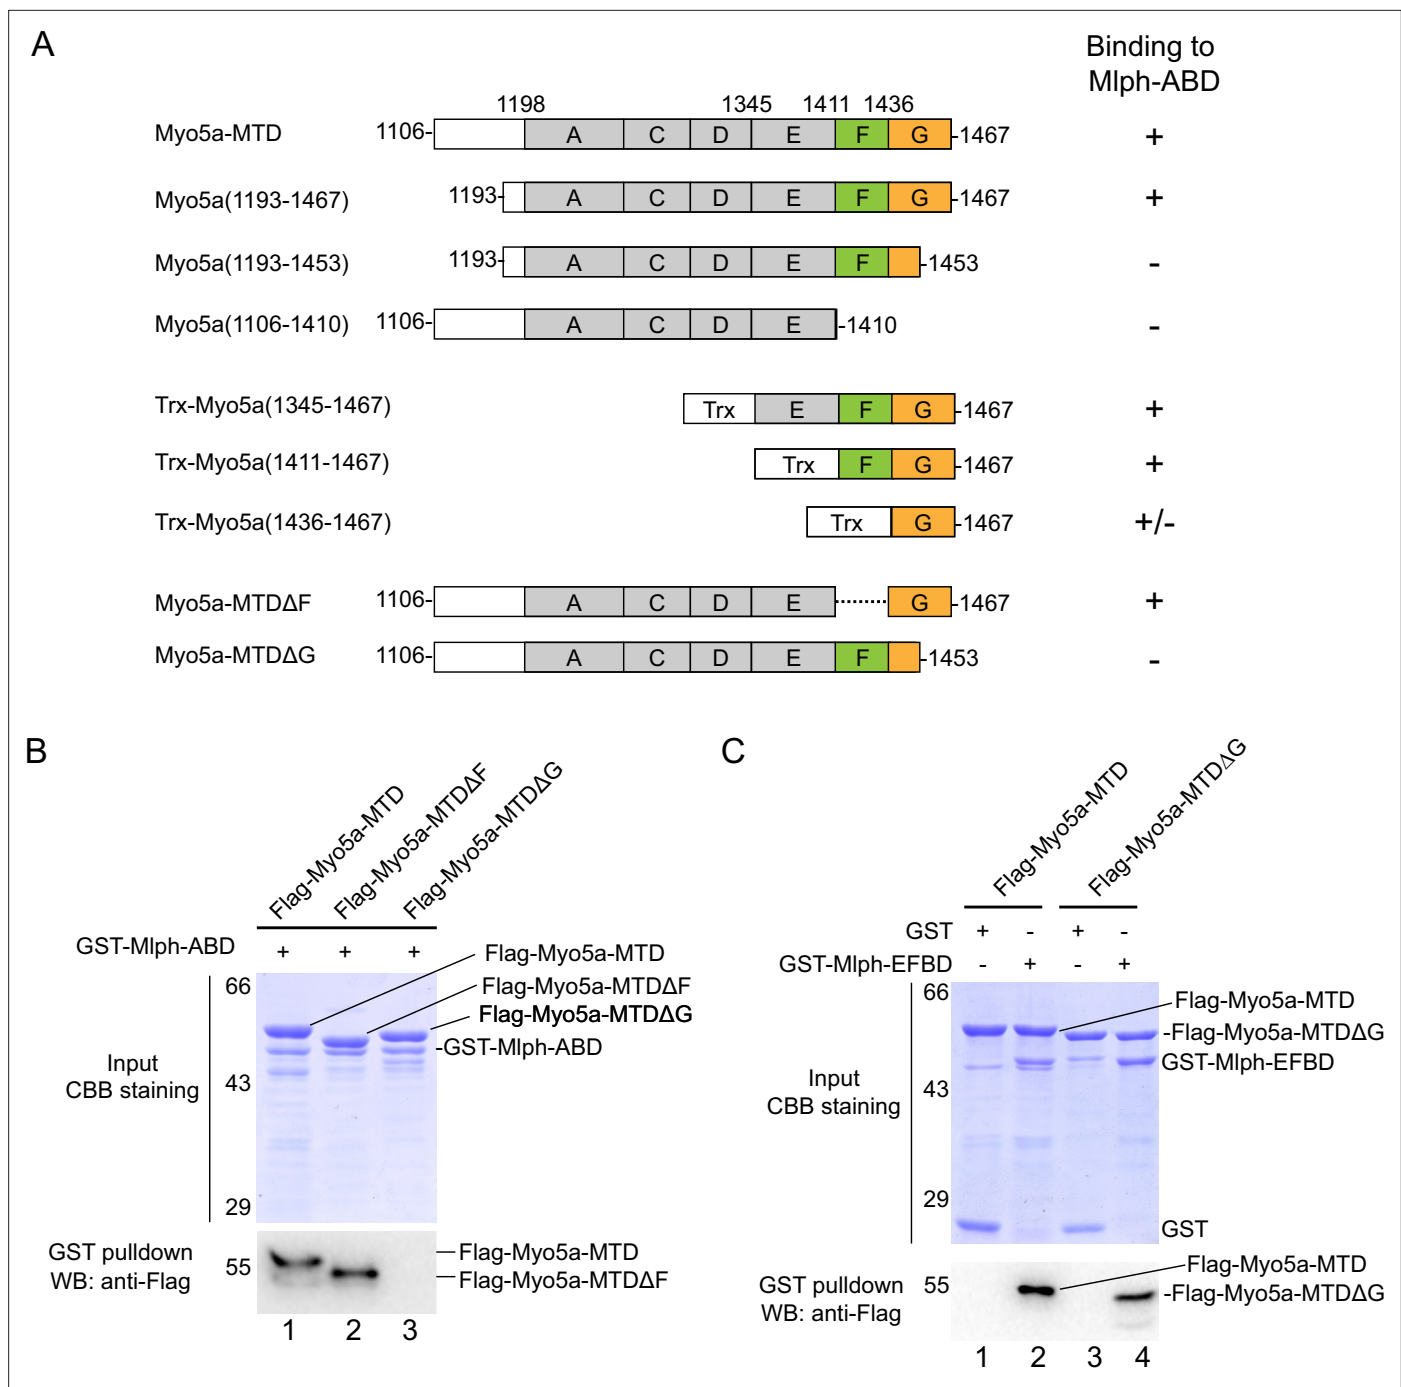 A
Binding to
Mlph-ABD
1198 1345 1411 1436
Myo5a-MTD 1106- A C D E F G -1467 +
Myo5a(1193-1467) 1193- A C D E F G -1467 +
Myo5a(1193-1453) 1193- A C D E F -1453 -
Myo5a(1106-1410) 1106- A C D E -1410 -
Trx-Myo5a(1345-1467) Trx E F G -1467 +
Trx-Myo5a(1411-1467) Trx F G -1467 +
Trx-Myo5a(1436-1467) Trx G -1467 +/-
Myo5a-MTDΔF 1106- A C D E G -1467 +
Myo5a-MTDΔG 1106- A C D E F -1453 -
B
Flag-Myo5a-MTD
Flag-Myo5a-MTDΔF
Flag-Myo5a-MTDΔG
GST-Mlph-ABD + + +
66
43
29
Input
CBB staining
Flag-Myo5a-MTD
Flag-Myo5a-MTDΔF
Flag-Myo5a-MTDΔG
-GST-Mlph-ABD
GST pulldown
WB: anti-Flag
55
Flag-Myo5a-MTD
Flag-Myo5a-MTDΔF
1 2 3
C
Flag-Myo5a-MTD
Flag-Myo5a-MTDΔG
GST + - + -
GST-Mlph-EFBD - + - +
66
43
29
Input
CBB staining
Flag-Myo5a-MTD
-Flag-Myo5a-MTDΔG
GST-Mlph-EFBD
GST
GST pulldown
WB: anti-Flag
55
Flag-Myo5a-MTD
-Flag-Myo5a-MTDΔG
1 2 3 4